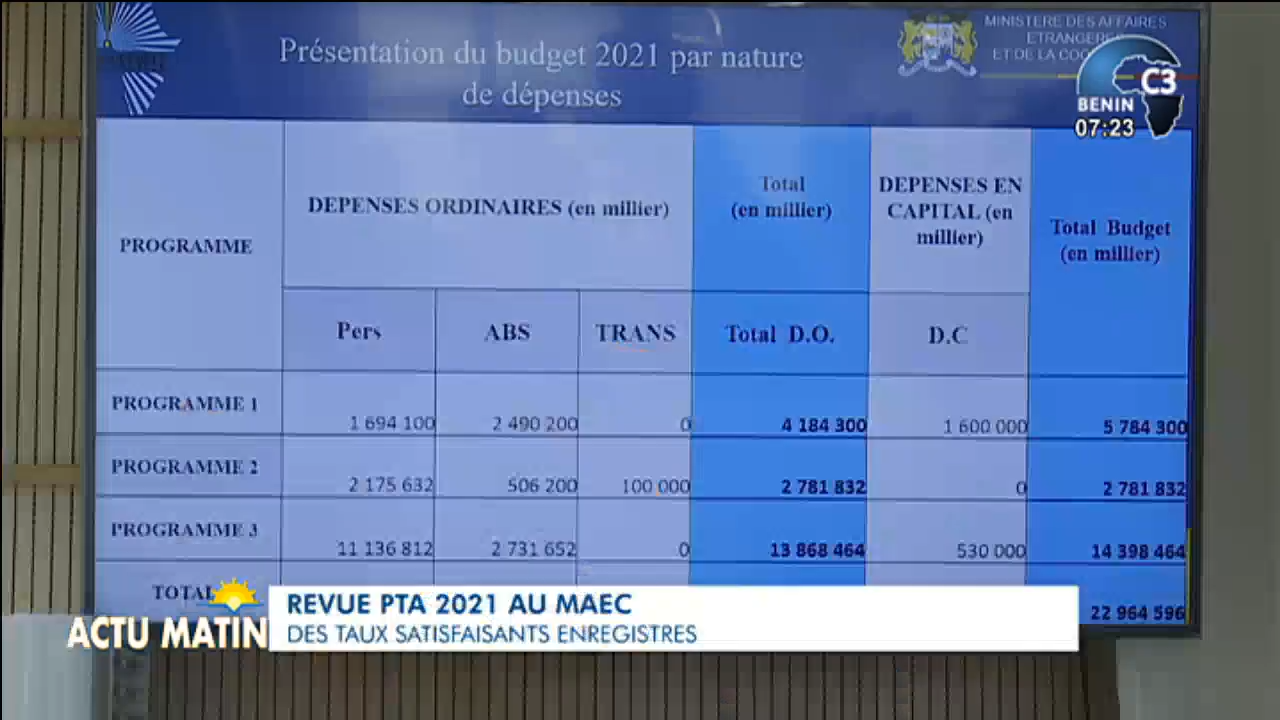 Présentation du budget 2021 par nature
de dépenses
MINISTERE DES AFFAIRES
ETRANGERES
ET DE LA
C3
BENIN
07:23
PROGRAMME
DEPENSES ORDINAIRES (en millier)
Total
(en millier)
DEPENSES EN
CAPITAL (en
millier)
Total Budget
(en millier)
Pers ABS TRANS Total D.O. D.C
PROGRAMME 1 1 694 100 2 490 200 0 4 184 300 1 600 000 5 784 300
PROGRAMME 2 2 175 632 506 200 100 000 2 781 832 0 2 781 832
PROGRAMME 3 11 136 812 2 731 652 0 13 868 464 530 000 14 398 464
TOTAL 22 964 596
ACTU MATIN
REVUE PTA 2021 AU MAEC
DES TAUX SATISFAISANTS ENREGISTRES